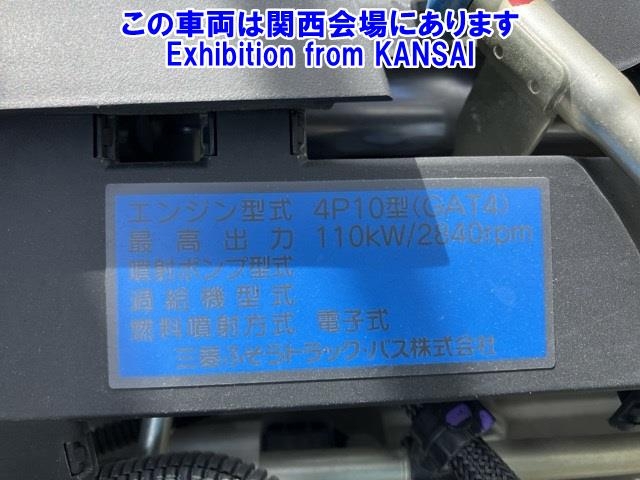 この車両は関西会場にあります
Exhibition from KANSAI
エンジン型式 4P10型(GAT4)
最高出力 110kW/2840rpm
噴射ポンプ型式
過給機型式
燃料噴射方式 電子式
三菱ふそうトラック・バス株式会社